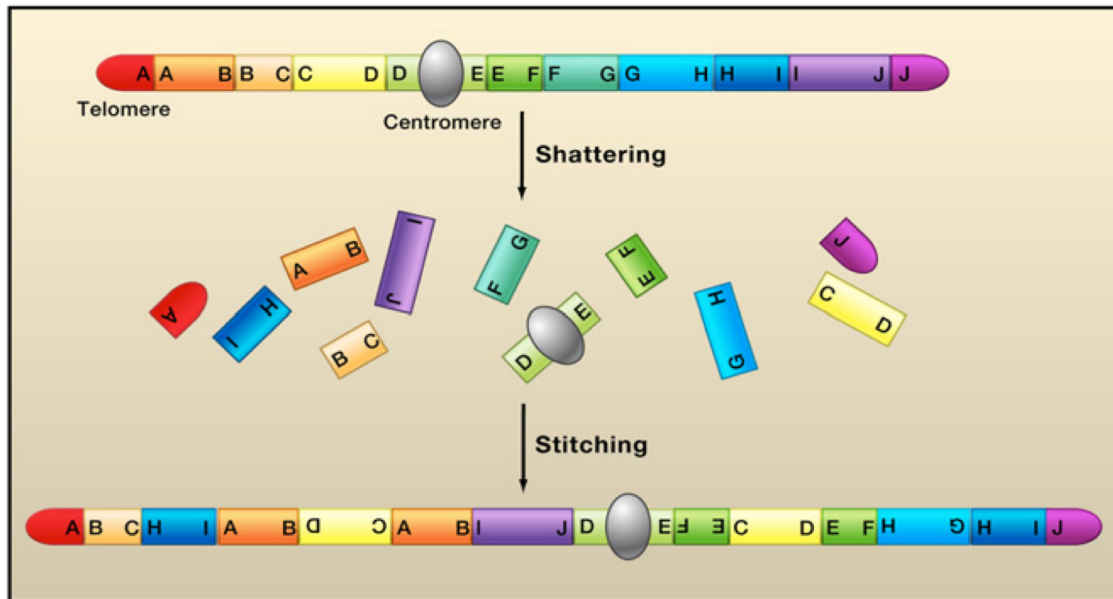 A A B B C C D D E E F F G G H H I I J J
Telomere
Centromere
Shattering
A
I H
A B
B C
J I
F G
D E
E F
G H
J
C D
Stitching
A B C H I A B D C A B I J D E F E C D E F H G H I J